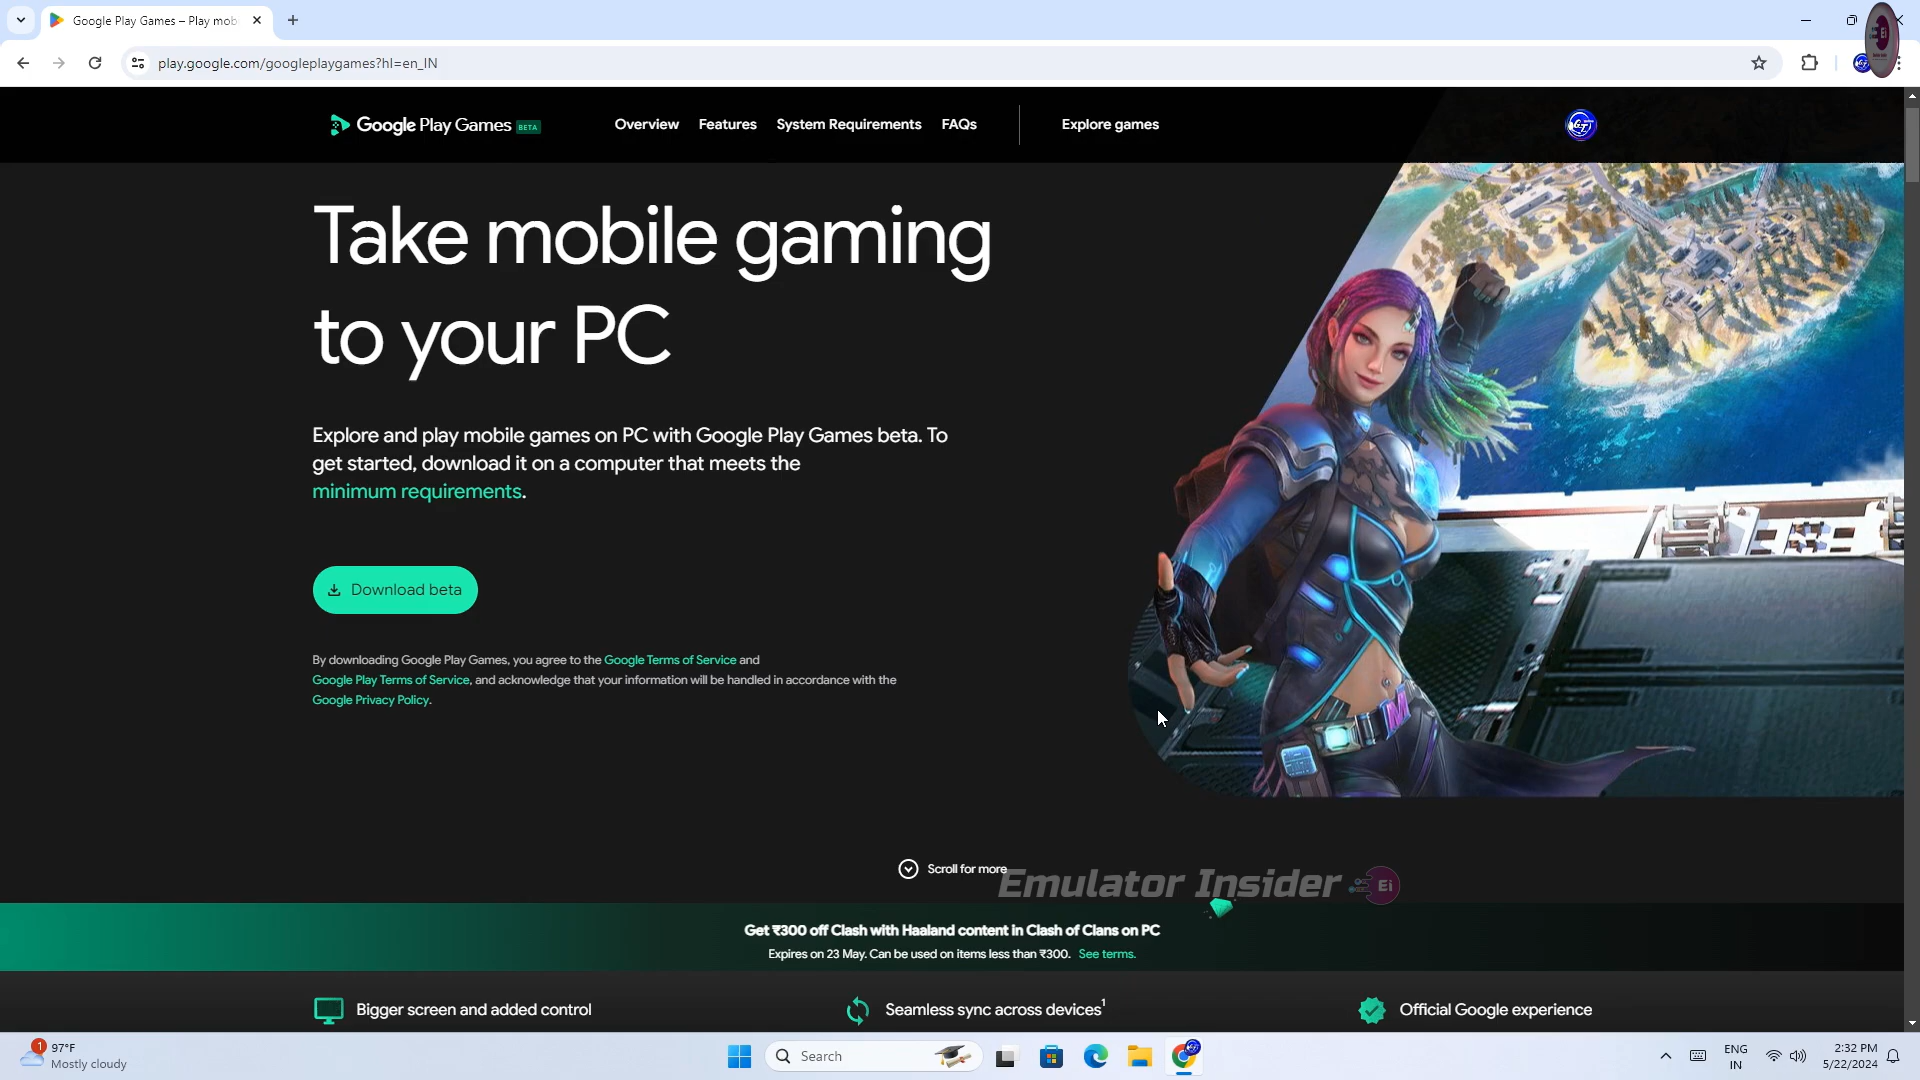 Google Play Games – Play mob
play.google.com/googleplaygames?hl=en_IN
Google Play Games BETA
Overview
Features
System Requirements
FAQs
Explore games
Take mobile gaming
to your PC
Explore and play mobile games on PC with Google Play Games beta. To
get started, download it on a computer that meets the
minimum requirements.
Download beta
By downloading Google Play Games, you agree to the Google Terms of Service and
Google Play Terms of Service, and acknowledge that your information will be handled in accordance with the
Google Privacy Policy.
Scroll for more
Emulator Insider Ei
Get ₹300 off Clash with Haaland content in Clash of Clans on PC
Expires on 23 May. Can be used on items less than ₹300. See terms.
Bigger screen and added control
Seamless sync across devices¹
Official Google experience
1
97°F
Mostly cloudy
Search
ENG
IN
2:32 PM
5/22/2024